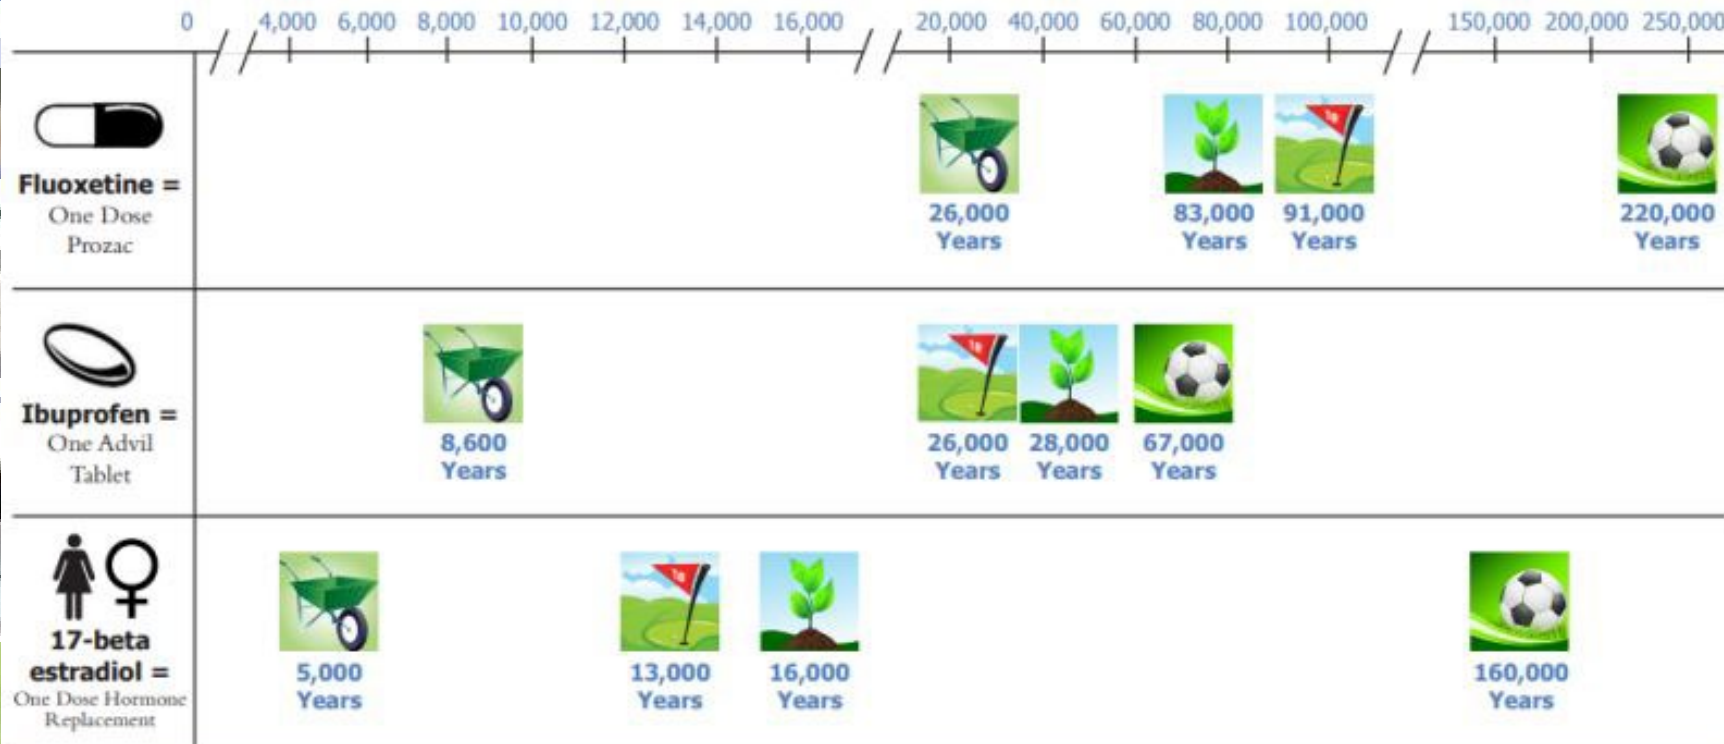 0 4,000 6,000 8,000 10,000 12,000 14,000 16,000 20,000 40,000 60,000 80,000 100,000 150,000 200,000 250,000
Fluoxetine =
One Dose
Prozac
26,000
Years
83,000
Years
91,000
Years
220,000
Years
18
Ibuprofen =
One Advil
Tablet
8,600
Years
26,000
Years
28,000
Years
67,000
Years
18
17-beta
estradiol =
One Dose Hormone
Replacement
5,000
Years
13,000
Years
16,000
Years
160,000
Years
18